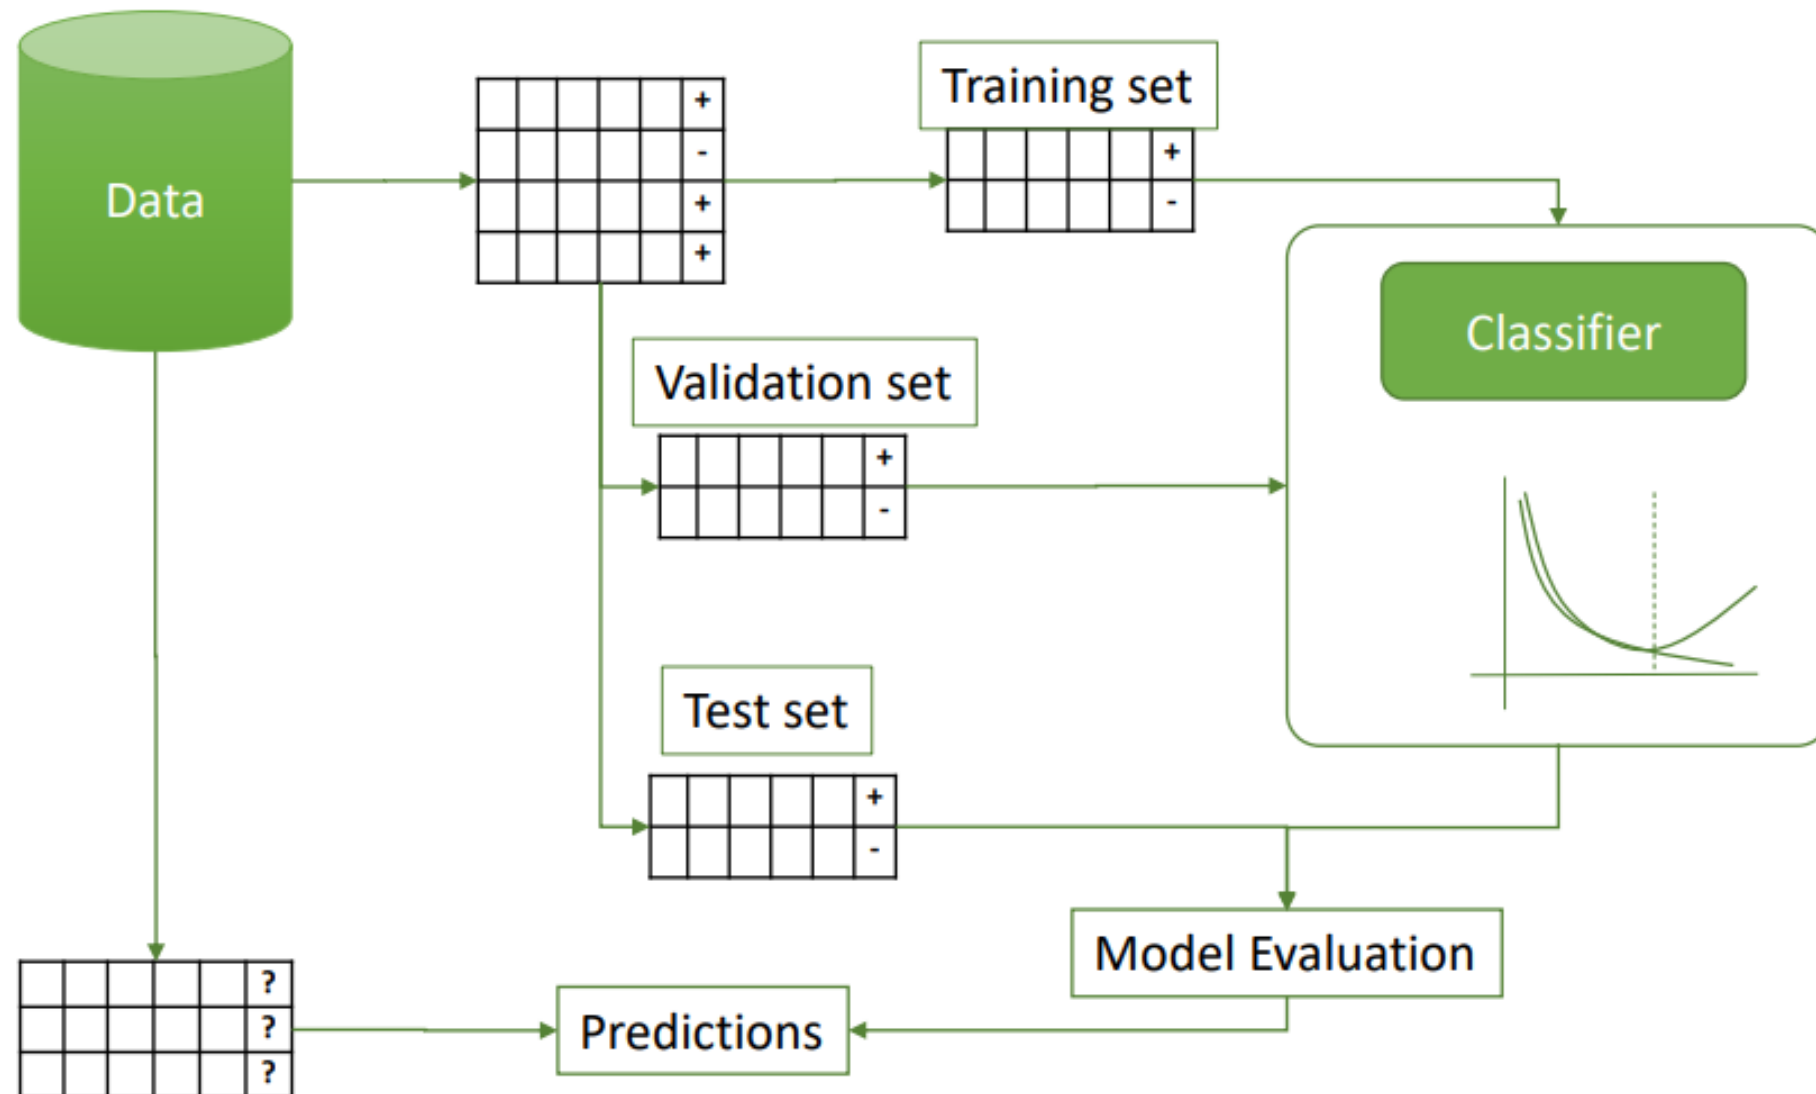 Data
+
-
+
+
Training set
+
-
Classifier
Validation set
+
-
Test set
+
-
Model Evaluation
?
?
?
Predictions